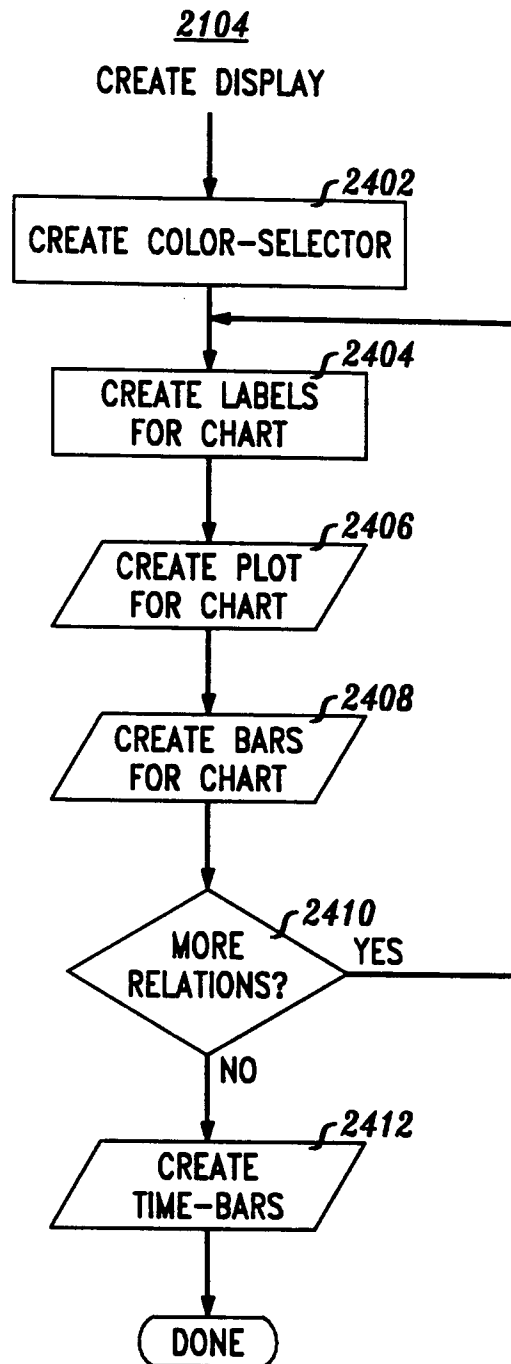 2104
CREATE DISPLAY
2402
CREATE COLOR-SELECTOR
2404
CREATE LABELS
FOR CHART
2406
CREATE PLOT
FOR CHART
2408
CREATE BARS
FOR CHART
2410
MORE
RELATIONS?
YES
NO
2412
CREATE
TIME-BARS
DONE